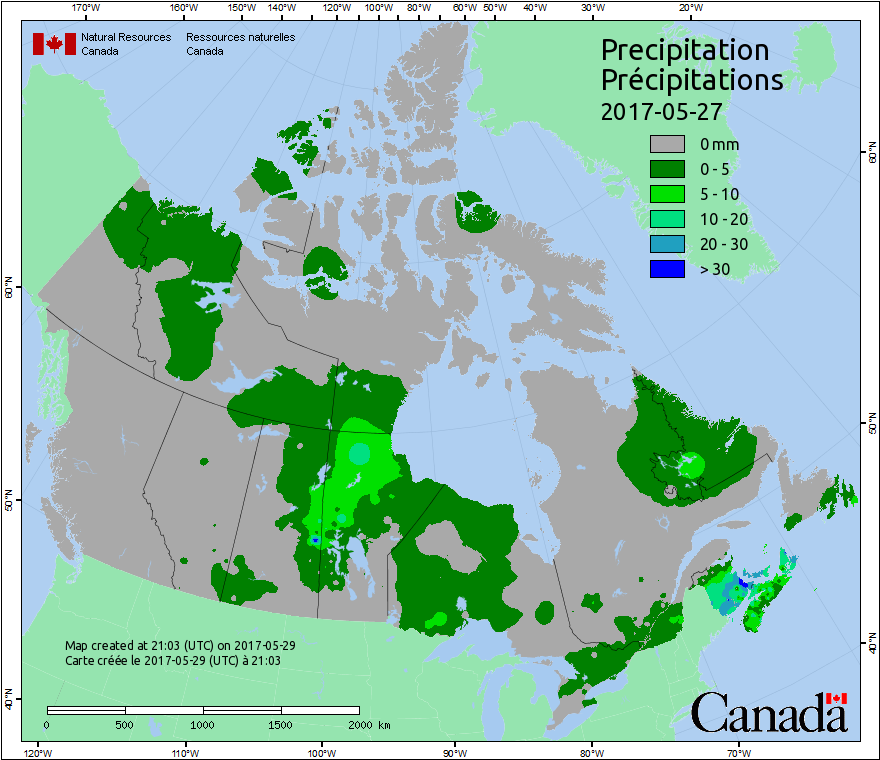 170°W 160°W 150°W 140°W 130°W 120°W 110°W 100°W 90°W 80°W 60°W 50°W 40°W 30°W 20°W
Natural Resources Ressources naturelles
Canada Canada
Precipitation
Précipitations
2017-05-27
0 mm
0 - 5
5 - 10
10 - 20
20 - 30
> 30
60°N
60°N
50°N
50°N
40°N
40°N
Map created at 21:03 (UTC) on 2017-05-29
Carte créée le 2017-05-29 (UTC) à 21:03
0 500 1000 1500 2000 km
Canada
120°W 110°W 100°W 90°W 80°W 70°W